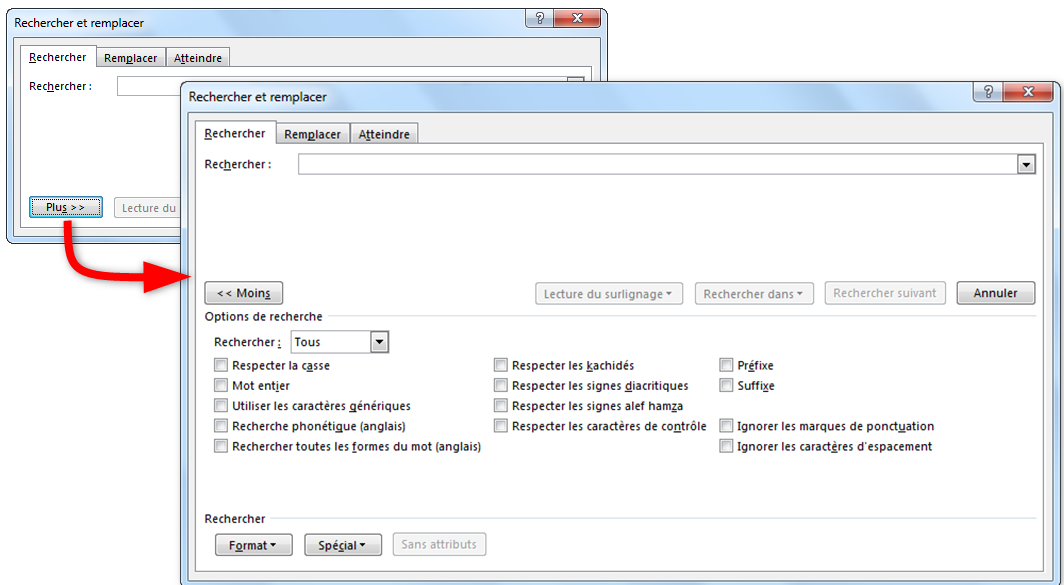 Rechercher et remplacer
Rechercher Remplacer Atteindre
Rechercher :
Plus >> Lecture du
Rechercher et remplacer
Rechercher Remplacer Atteindre
Rechercher :
<< Moins Lecture du surlignage Rechercher dans Rechercher suivant Annuler
Options de recherche
Rechercher : Tous
Respecter la casse Respecter les kachidés Préfixe
Mot entier Respecter les signes diacritiques Suffixe
Utiliser les caractères génériques Respecter les signes alef hamza
Recherche phonétique (anglais) Respecter les caractères de contrôle Ignorer les marques de ponctuation
Rechercher toutes les formes du mot (anglais) Ignorer les caractères d'espacement
Rechercher
Format Spécial Sans attributs